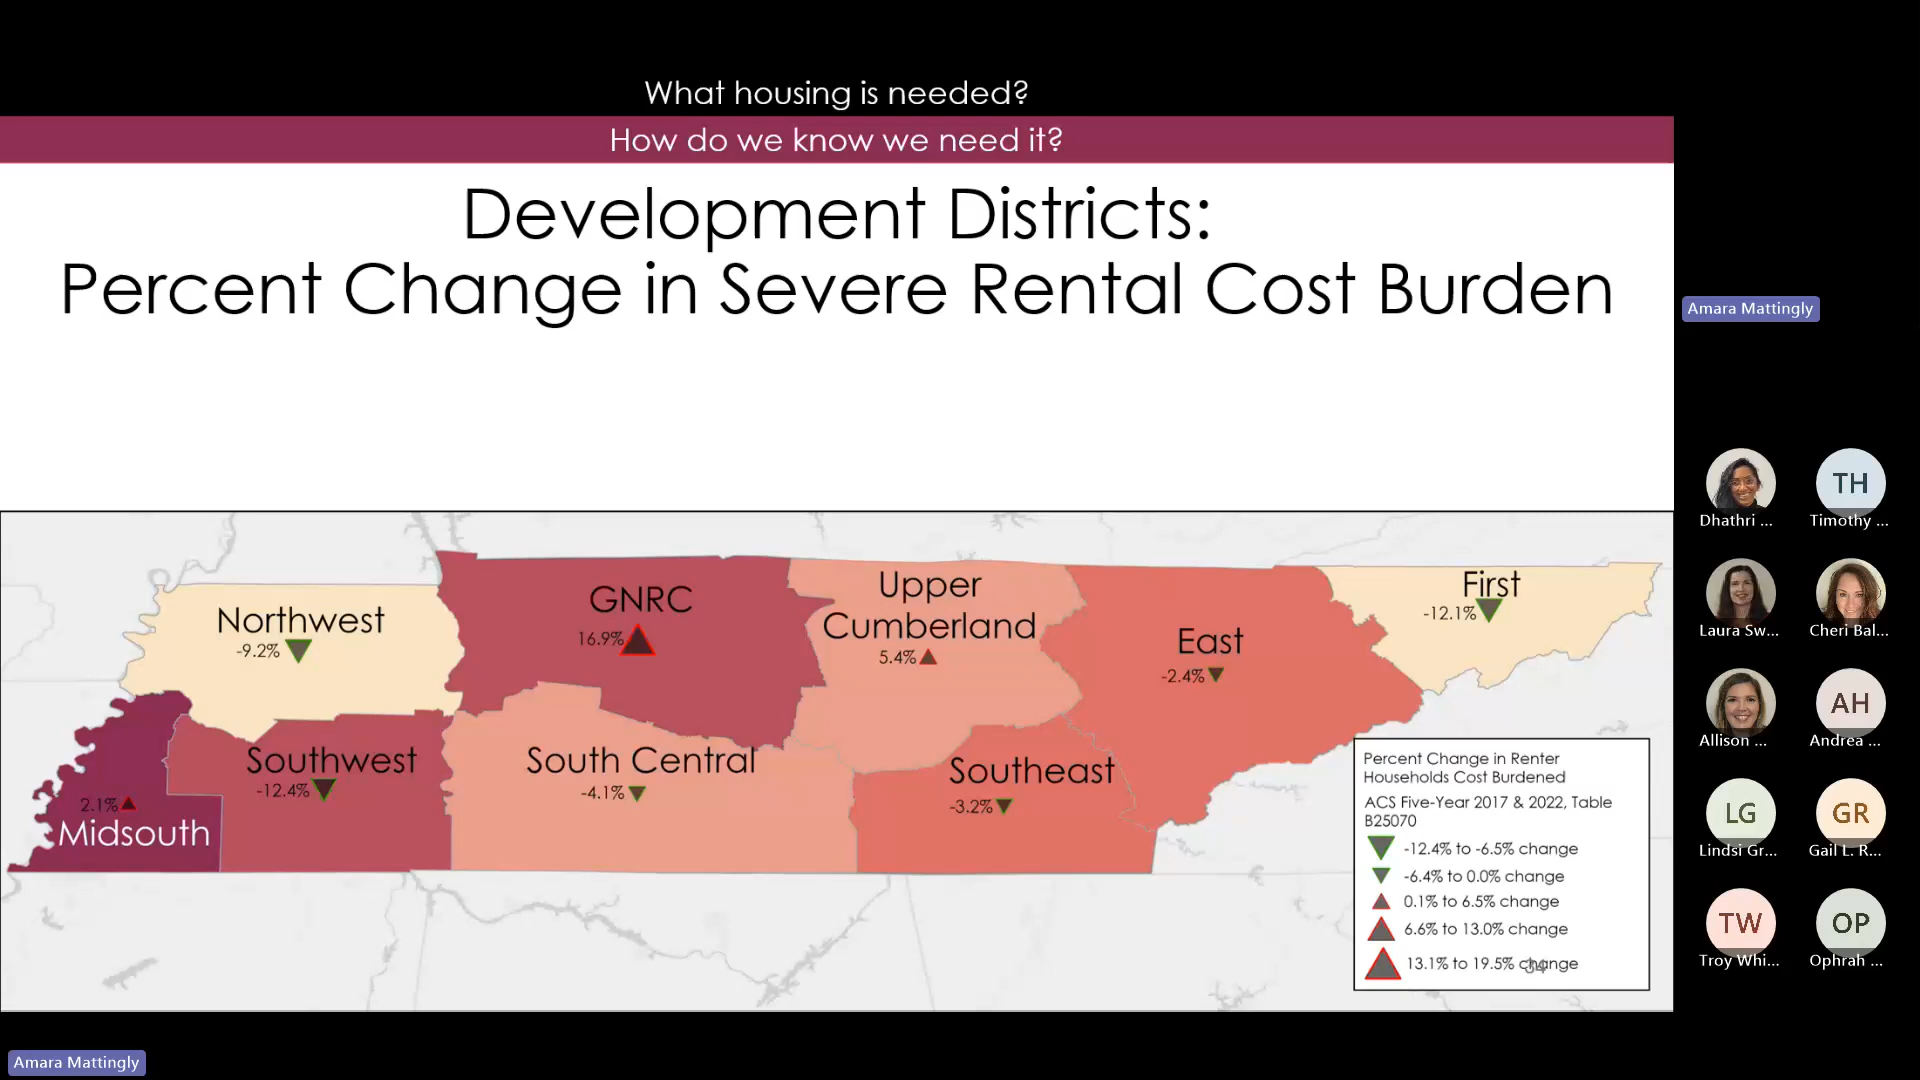 What housing is needed?
How do we know we need it?
Development Districts:
Percent Change in Severe Rental Cost Burden
Amara Mattingly
Northwest
-9.2%
GNRC
16.9%
Upper
Cumberland
5.4%
East
-2.4%
First
-12.1%
2.1%
Midsouth
Southwest
-12.4%
South Central
-4.1%
Southeast
-3.2%
Percent Change in Renter
Households Cost Burdened
ACS Five-Year 2017 & 2022, Table
B25070
-12.4% to -6.5% change
-6.4% to 0.0% change
0.1% to 6.5% change
6.6% to 13.0% change
13.1% to 19.5% change
34
Dhathri ...
TH
Timothy ...
Laura Sw...
Cheri Bal...
Allison ...
AH
Andrea ...
LG
Lindsi Gr...
GR
Gail L. R...
TW
Troy Whi...
OP
Ophrah ...
Amara Mattingly